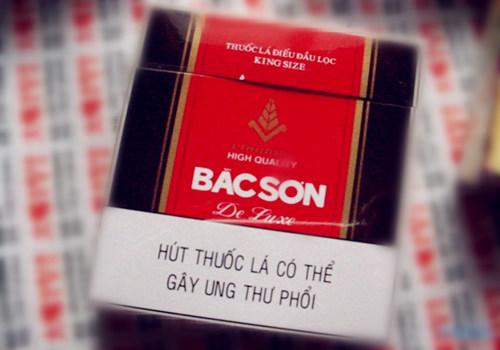 THUỐC LÁ ĐIẾU ĐẦU LỌC
KING SIZE
HIGH QUALITY
BẮC SƠN
De Luxe
HÚT THUỐC LÁ CÓ THỂ
GÂY UNG THƯ PHỔI